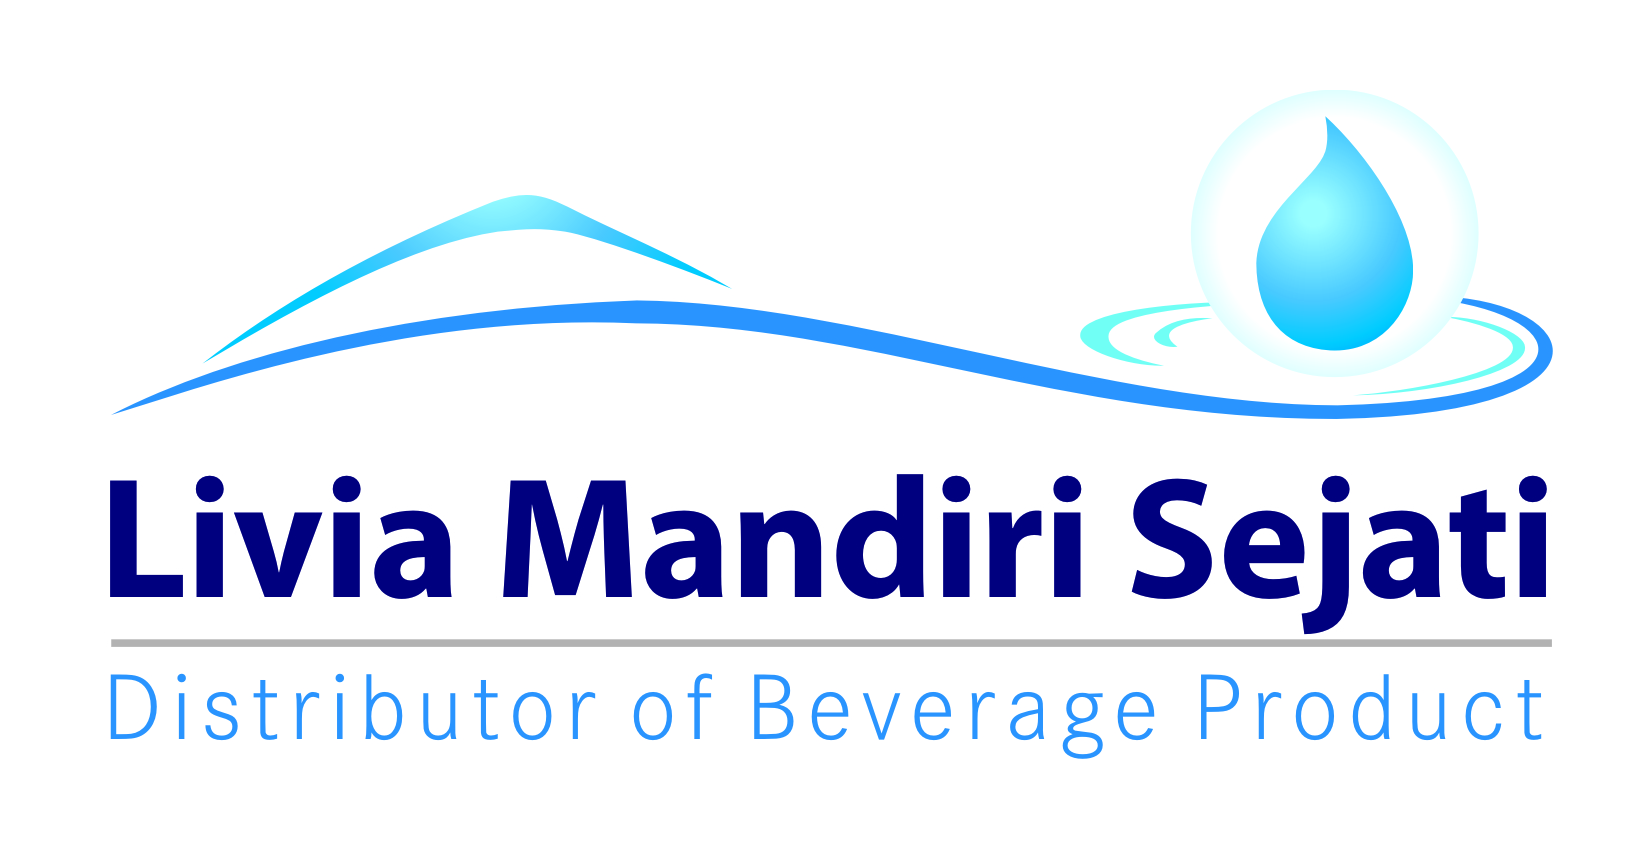 Livia Mandiri Sejati
Distributor of Beverage Product